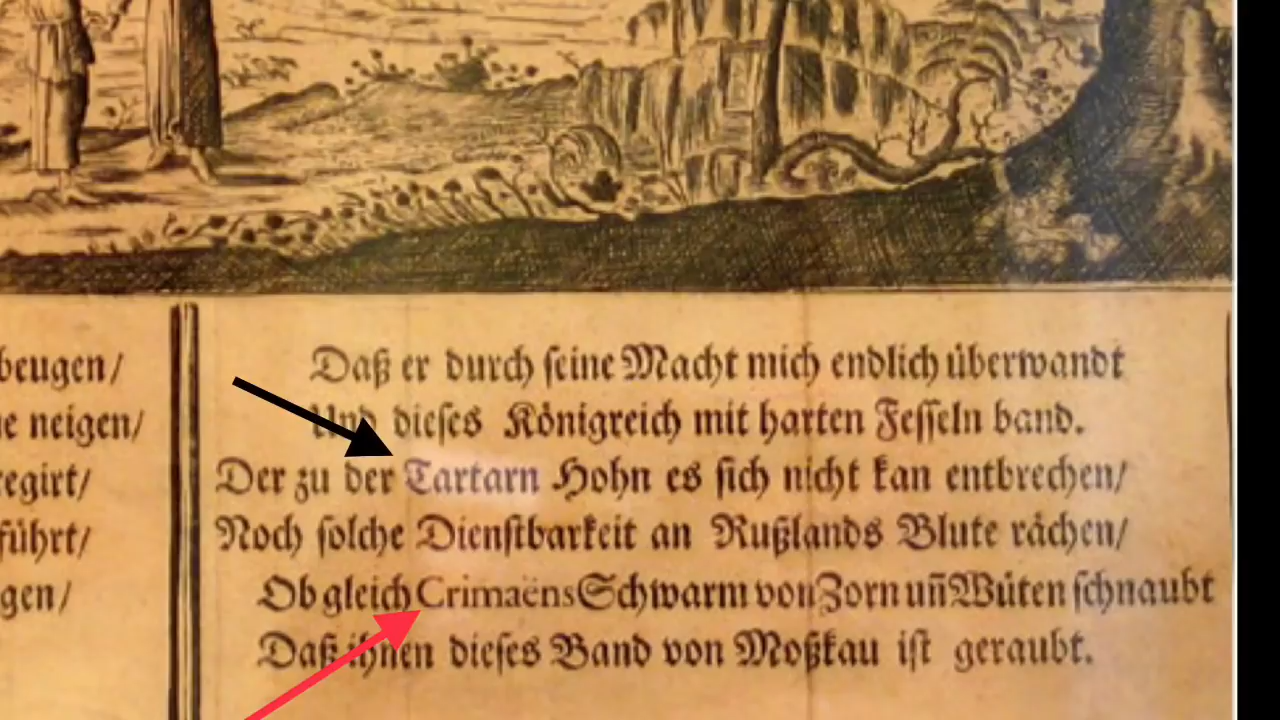 beugen/
e neigen/
regirt/
führt/
gen/
Daß er durch ſeine Macht mich endlich überwandt
Und dieſes Königreich mit harten Feſſeln band.
Der zu der Tartarn Hohn es ſich nicht kan entbrechen/
Noch ſolche Dienſtbarkeit an Rußlands Blute rächen/
Ob gleich Crimaëns Schwarm von Zorn uñ Wüten ſchnaubt
Daß ihnen dieſes Band von Moßkau iſt geraubt.